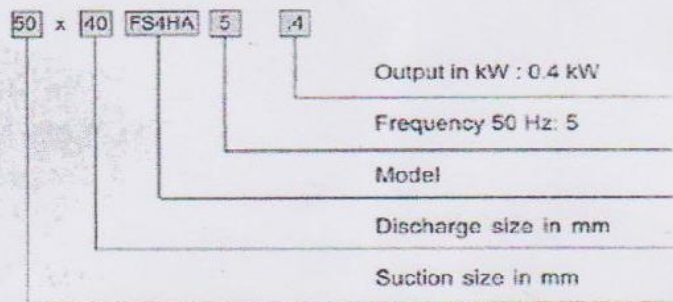 50 x 40 FS4HA 5 .4
Output in kW : 0.4 kW
Frequency 50 Hz: 5
Model
Discharge size in mm
Suction size in mm